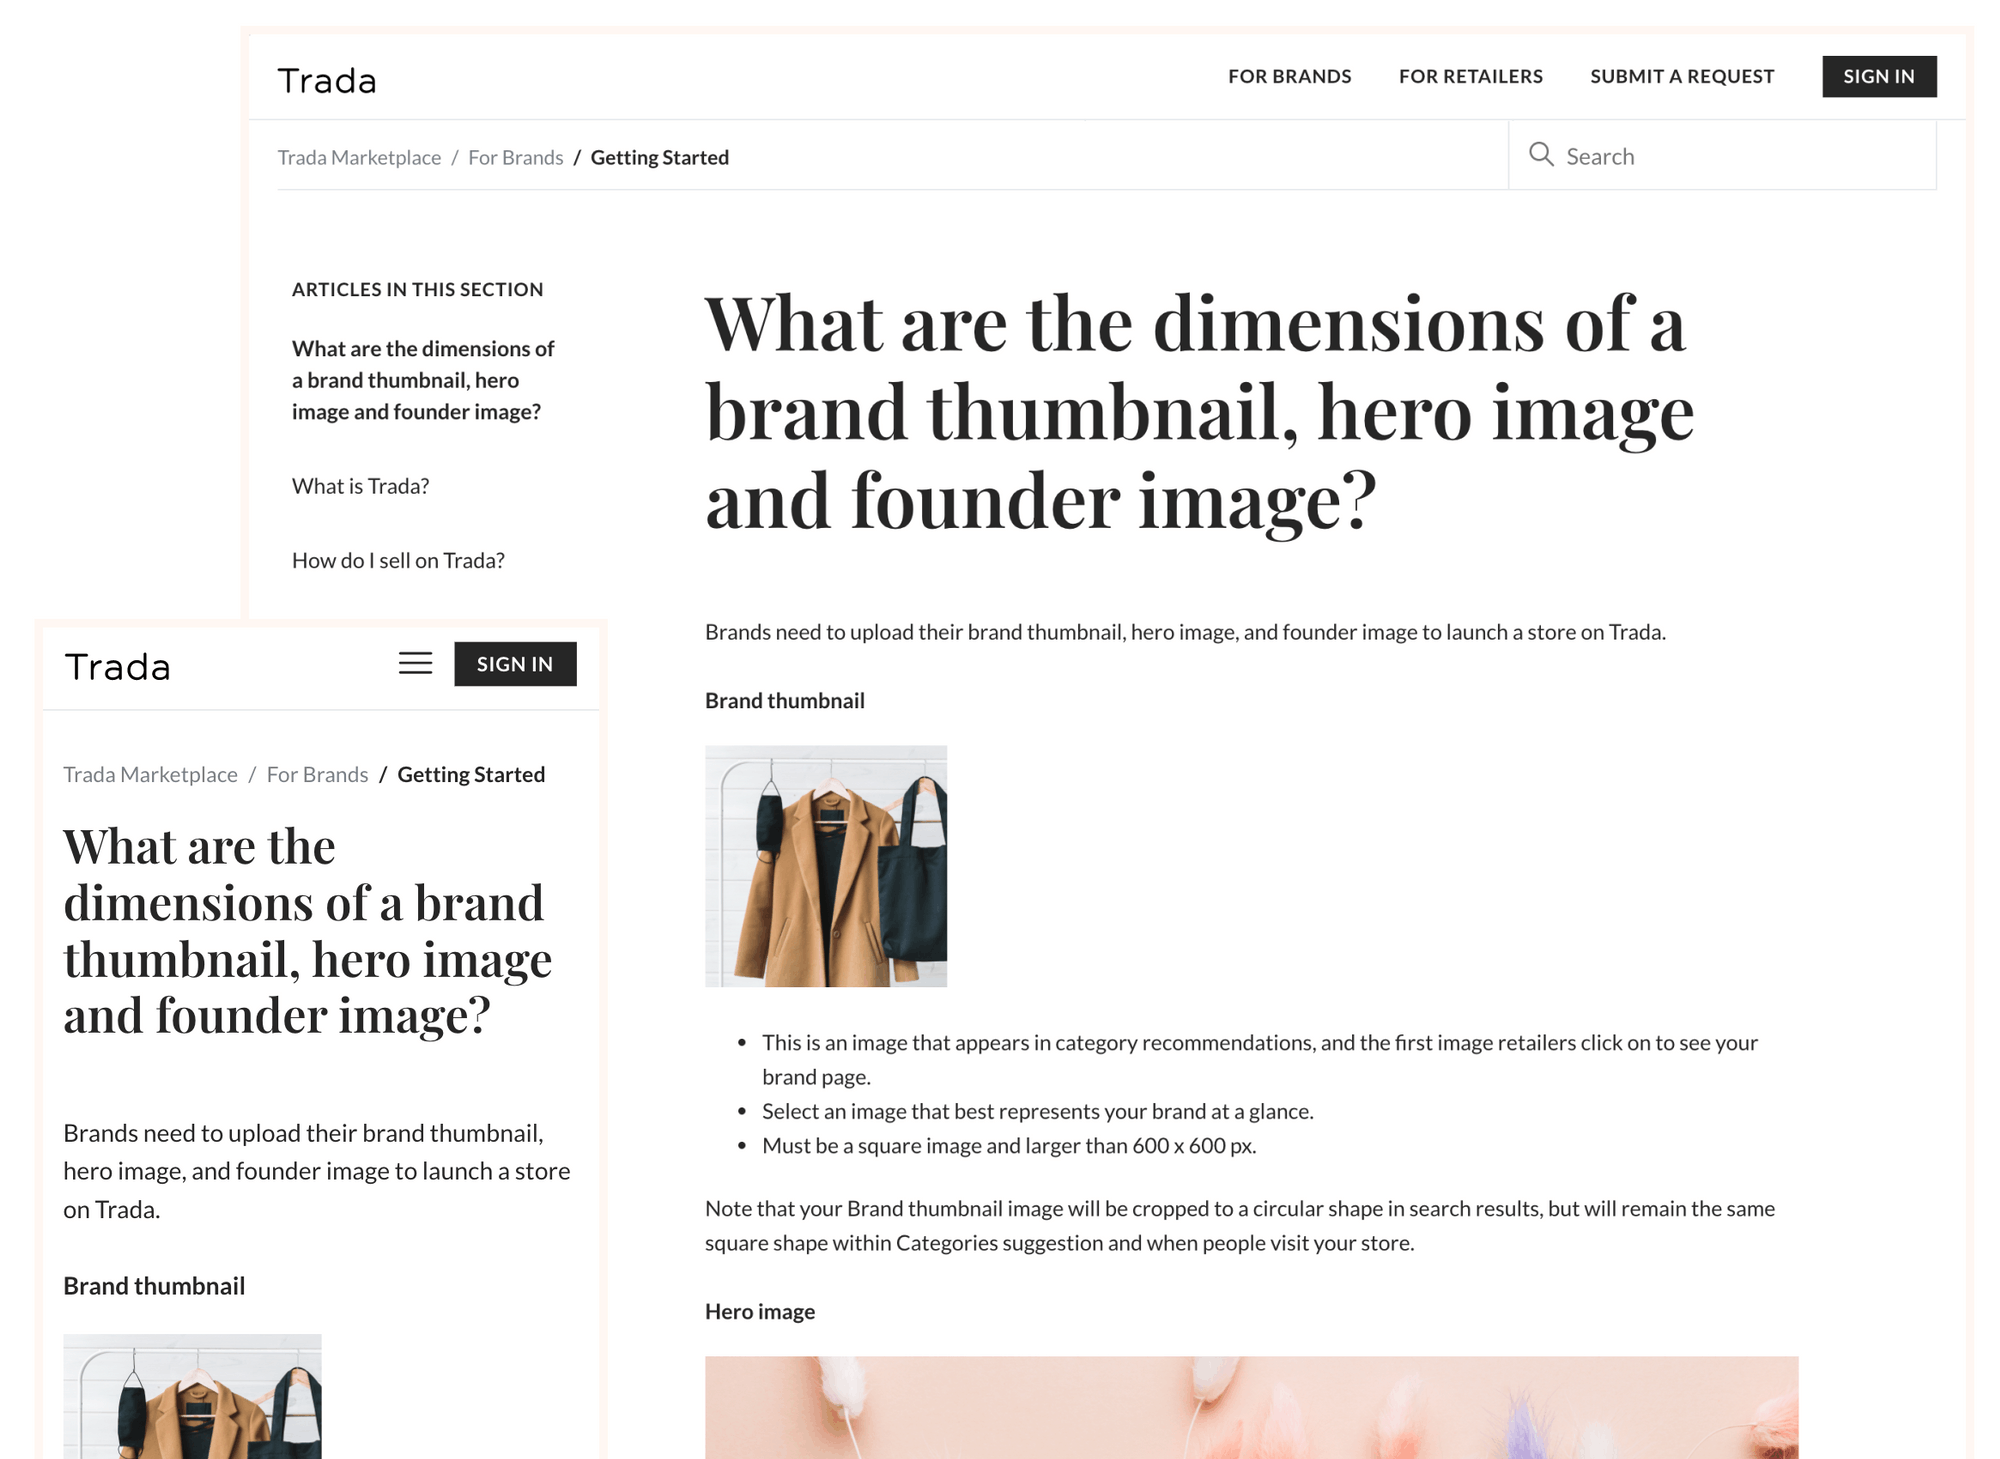 Trada
FOR BRANDS
FOR RETAILERS
SUBMIT A REQUEST
SIGN IN
Trada Marketplace / For Brands / Getting Started
Search
ARTICLES IN THIS SECTION
What are the dimensions of
a brand thumbnail, hero
image and founder image?
What is Trada?
How do I sell on Trada?
What are the dimensions of a
brand thumbnail, hero image
and founder image?
Brands need to upload their brand thumbnail, hero image, and founder image to launch a store on Trada.
Brand thumbnail
• This is an image that appears in category recommendations, and the first image retailers click on to see your
brand page.
• Select an image that best represents your brand at a glance.
• Must be a square image and larger than 600 x 600 px.
Note that your Brand thumbnail image will be cropped to a circular shape in search results, but will remain the same
square shape within Categories suggestion and when people visit your store.
Hero image
Trada
SIGN IN
Trada Marketplace / For Brands / Getting Started
What are the
dimensions of a brand
thumbnail, hero image
and founder image?
Brands need to upload their brand thumbnail,
hero image, and founder image to launch a store
on Trada.
Brand thumbnail